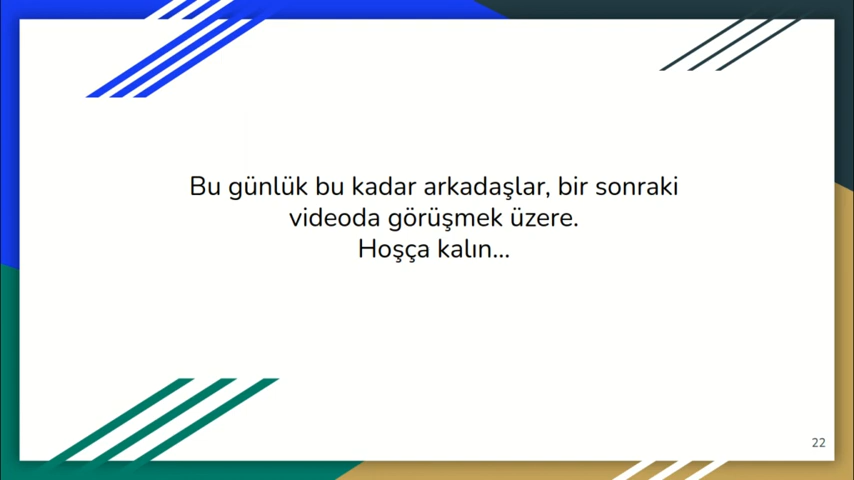 Bu günlük bu kadar arkadaşlar, bir sonraki
videoda görüşmek üzere.
Hoşça kalın...
22